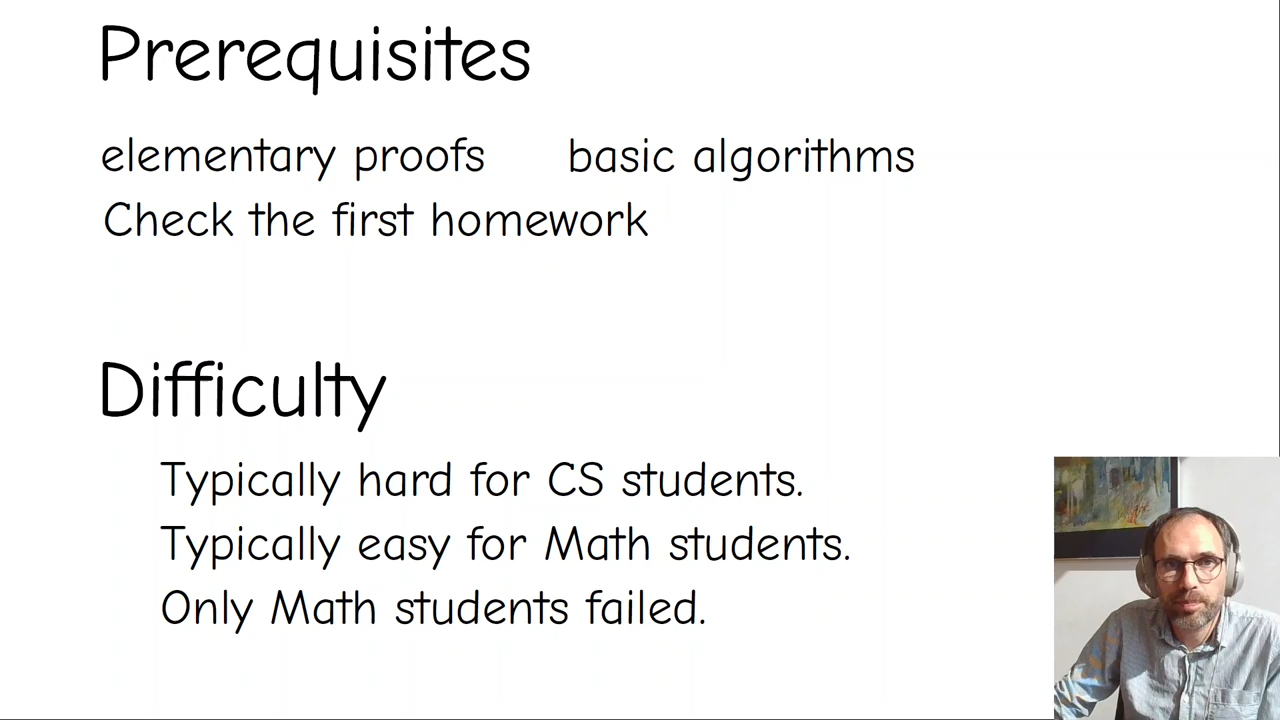 Prerequisites
elementary proofs basic algorithms
Check the first homework
Difficulty
Typically hard for CS students.
Typically easy for Math students.
Only Math students failed.